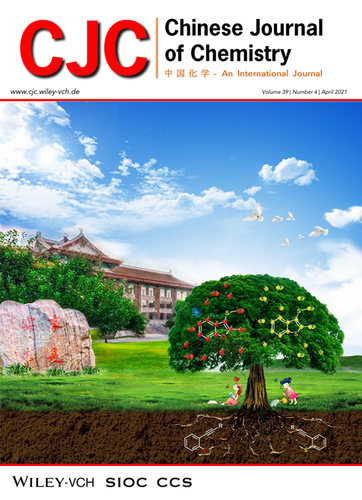 CJC
Chinese Journal
of Chemistry
中国化学 - An International Journal
www.cjc.wiley-vch.de
Volume 39 | Number 4 | April 2021
R
R
WILEY-VCH SIOC CCS